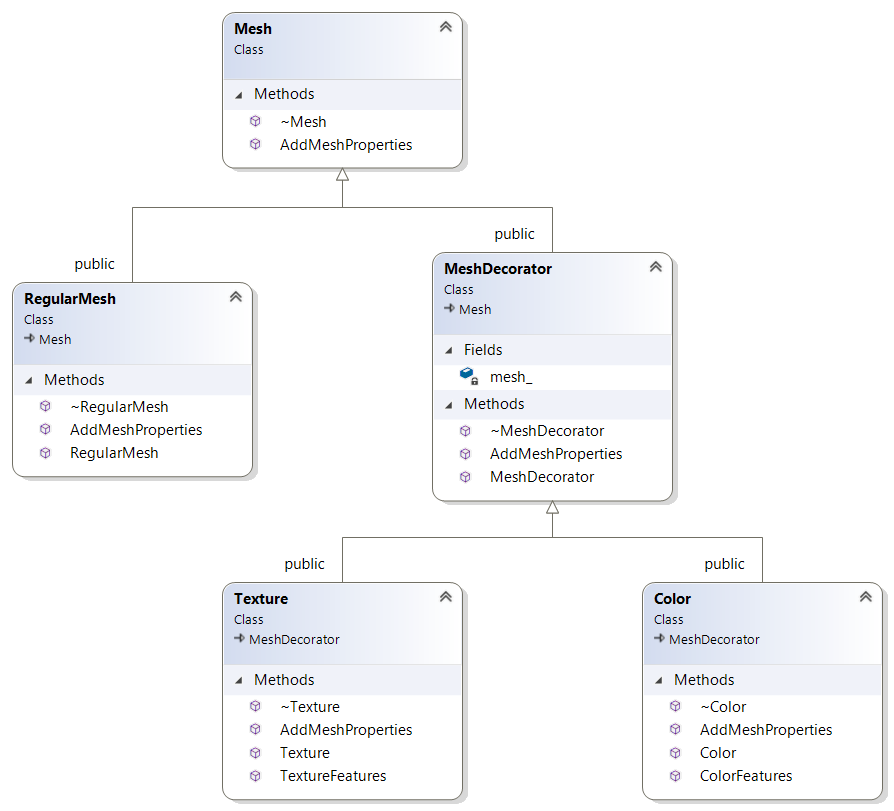 Mesh
Class
Methods
~Mesh
AddMeshProperties
public
public
RegularMesh
Class
Mesh
Methods
~RegularMesh
AddMeshProperties
RegularMesh
MeshDecorator
Class
Mesh
Fields
mesh_
Methods
~MeshDecorator
AddMeshProperties
MeshDecorator
public
public
Texture
Class
MeshDecorator
Methods
~Texture
AddMeshProperties
Texture
TextureFeatures
Color
Class
MeshDecorator
Methods
~Color
AddMeshProperties
Color
ColorFeatures